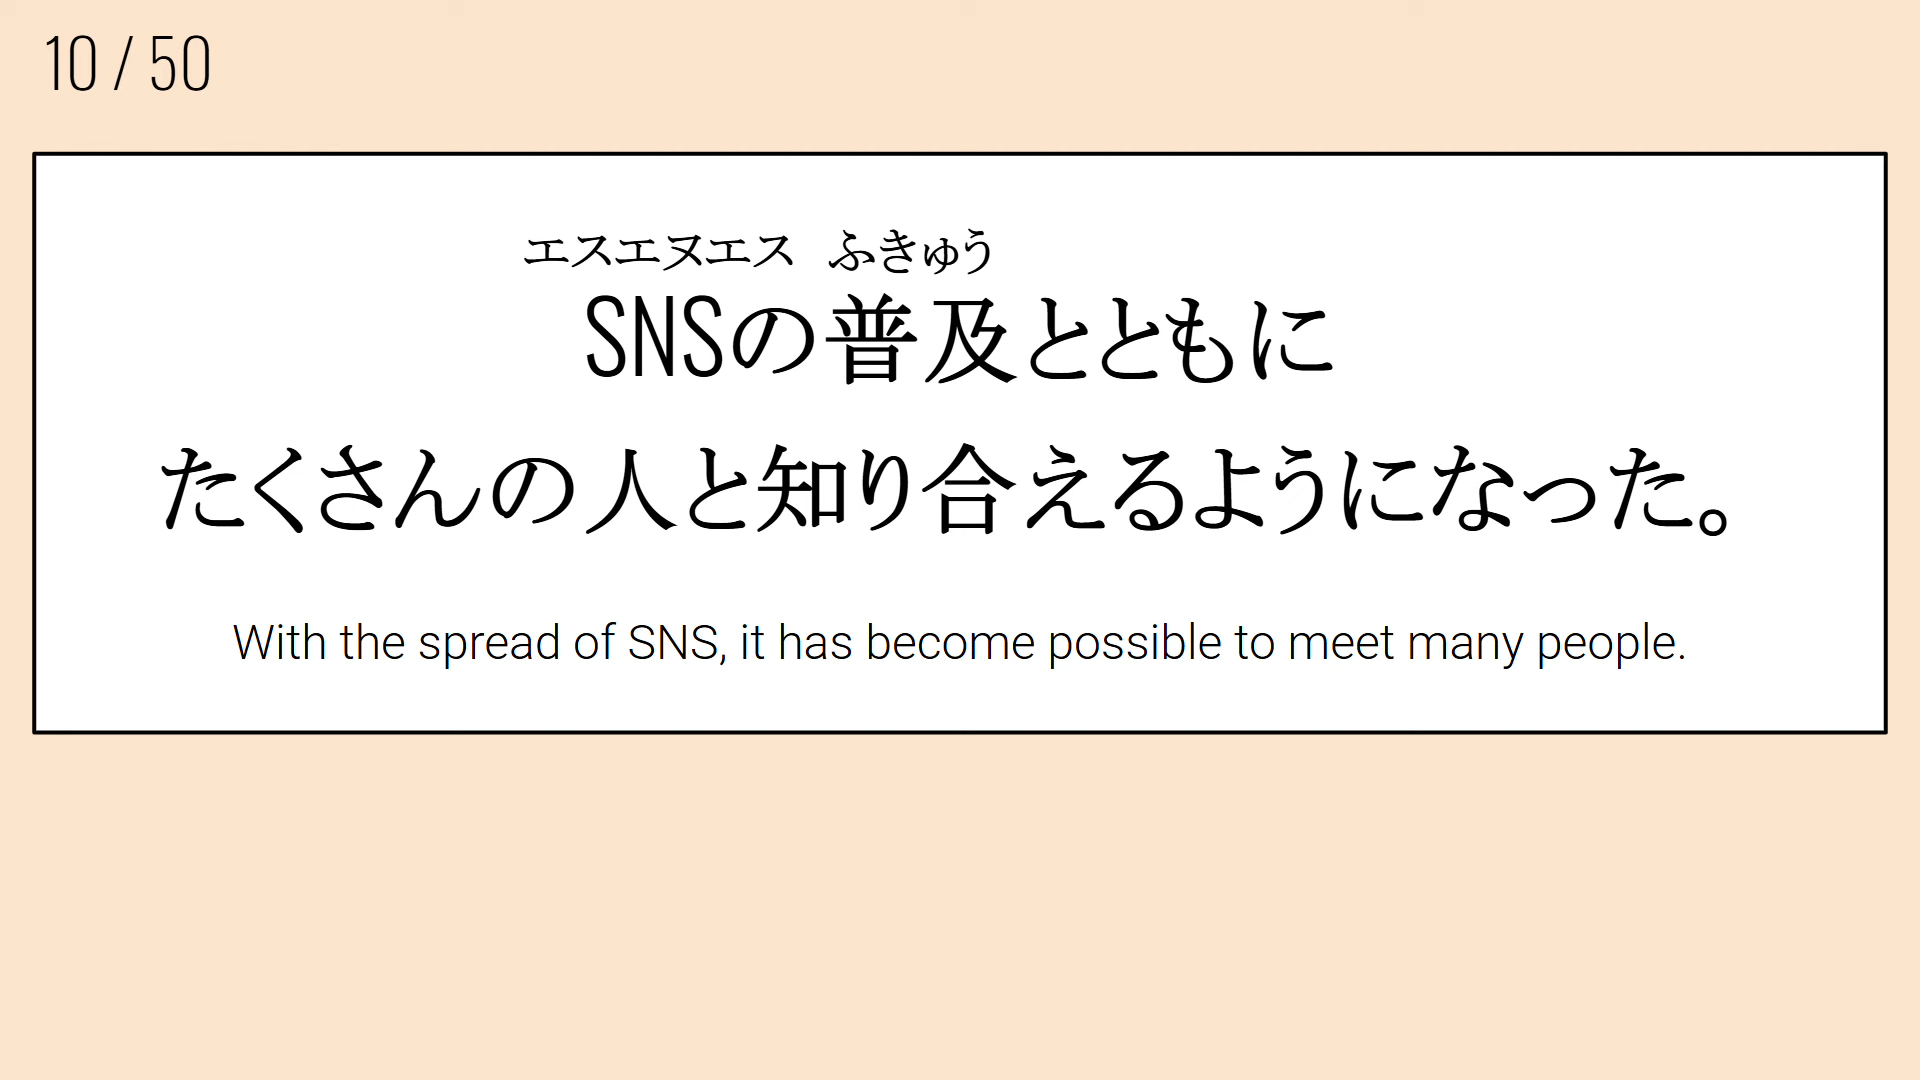 10 / 50
エスエヌエス ふきゅう
SNSの普及とともに
たくさんの人と知り合えるようになった。
With the spread of SNS, it has become possible to meet many people.